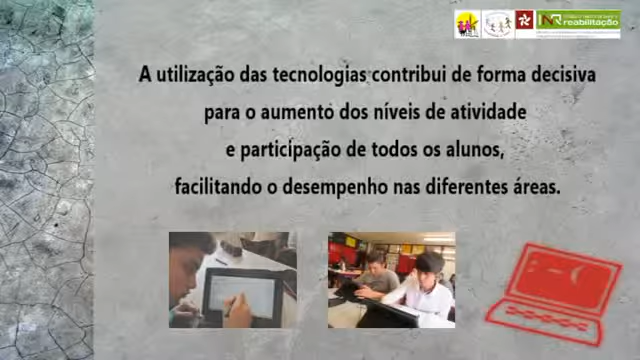 INR
reabilitação
A utilização das tecnologias contribui de forma decisiva
para o aumento dos níveis de atividade
e participação de todos os alunos,
facilitando o desempenho nas diferentes áreas.